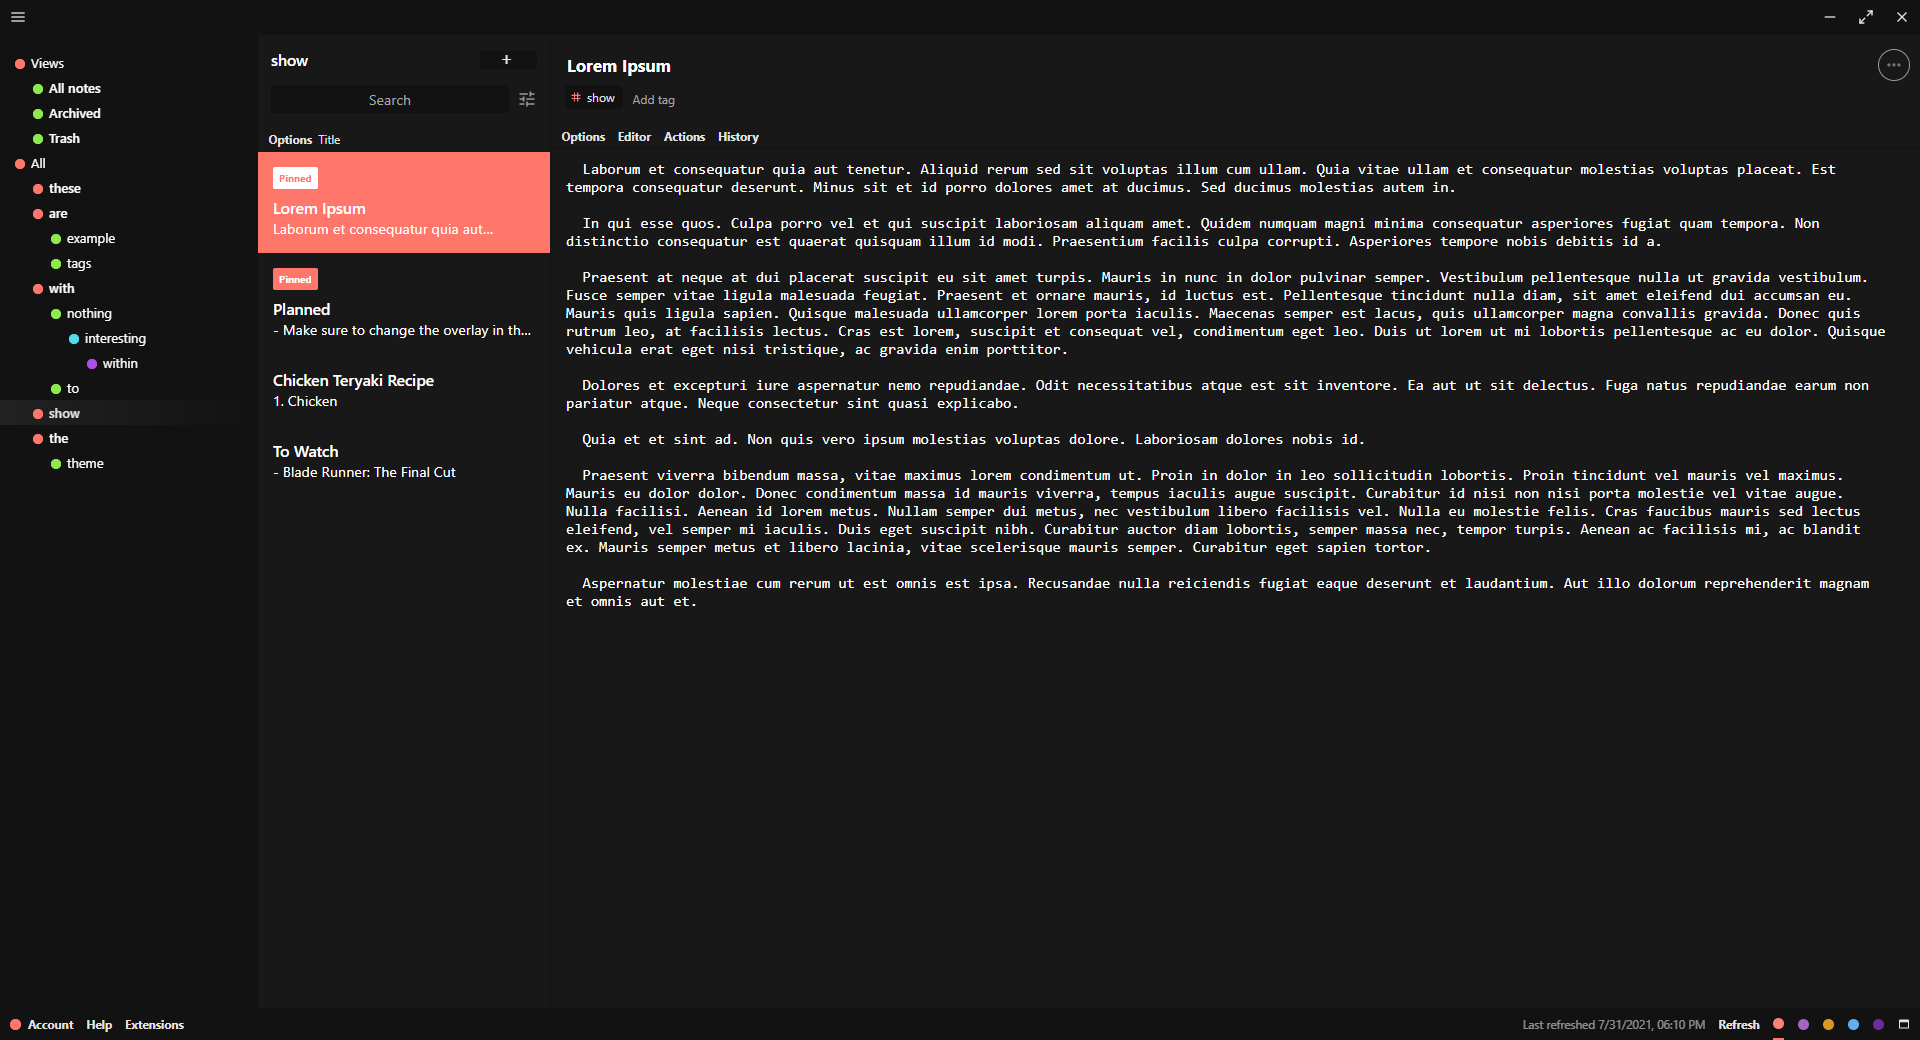 Views
All notes
Archived
Trash
All
these
are
example
tags
with
nothing
interesting
within
to
show
the
theme
show
+
Search
Options Title
Pinned
Lorem Ipsum
Laborum et consequatur quia aut...
Pinned
Planned
- Make sure to change the overlay in th...
Chicken Teryaki Recipe
1. Chicken
To Watch
- Blade Runner: The Final Cut
Lorem Ipsum
# show Add tag
Options Editor Actions History
Laborum et consequatur quia aut tenetur. Aliquid rerum sed sit voluptas illum cum ullam. Quia vitae ullam et consequatur molestias voluptas placeat. Est
tempora consequatur deserunt. Minus sit et id porro dolores amet at ducimus. Sed ducimus molestias autem in.
In qui esse quos. Culpa porro vel et qui suscipit laboriosam aliquam amet. Quidem numquam magni minima consequatur asperiores fugiat quam tempora. Non
distinctio consequatur est quaerat quisquam illum id modi. Praesentium facilis culpa corrupti. Asperiores tempore nobis debitis id a.
Praesent at neque at dui placerat suscipit eu sit amet turpis. Mauris in nunc in dolor pulvinar semper. Vestibulum pellentesque nulla ut gravida vestibulum.
Fusce semper vitae ligula malesuada feugiat. Praesent et ornare mauris, id luctus est. Pellentesque tincidunt nulla diam, sit amet eleifend dui accumsan eu.
Mauris quis ligula sapien. Quisque malesuada ullamcorper lorem porta iaculis. Maecenas semper est lacus, quis ullamcorper magna convallis gravida. Donec quis
rutrum leo, at facilisis lectus. Cras est lorem, suscipit et consequat vel, condimentum eget leo. Duis ut lorem ut mi lobortis pellentesque ac eu dolor. Quisque
vehicula erat eget nisi tristique, ac gravida enim porttitor.
Dolores et excepturi iure aspernatur nemo repudiandae. Odit necessitatibus atque est sit inventore. Ea aut ut sit delectus. Fuga natus repudiandae earum non
pariatur atque. Neque consectetur sint quasi explicabo.
Quia et et sint ad. Non quis vero ipsum molestias voluptas dolore. Laboriosam dolores nobis id.
Praesent viverra bibendum massa, vitae maximus lorem condimentum ut. Proin in dolor in leo sollicitudin lobortis. Proin tincidunt vel mauris vel maximus.
Mauris eu dolor dolor. Donec condimentum massa id mauris viverra, tempus iaculis augue suscipit. Curabitur id nisi non nisi porta molestie vel vitae augue.
Nulla facilisi. Aenean id lorem metus. Nullam semper dui metus, nec vestibulum libero facilisis vel. Nulla eu molestie felis. Cras faucibus mauris sed lectus
eleifend, vel semper mi iaculis. Duis eget suscipit nibh. Curabitur auctor diam lobortis, semper massa nec, tempor turpis. Aenean ac facilisis mi, ac blandit
ex. Mauris semper metus et libero lacinia, vitae scelerisque mauris semper. Curabitur eget sapien tortor.
Aspernatur molestiae cum rerum ut est omnis est ipsa. Recusandae nulla reiciendis fugiat eaque deserunt et laudantium. Aut illo dolorum reprehenderit magnam
et omnis aut et.
Account Help Extensions
Last refreshed 7/31/2021, 06:10 PM Refresh